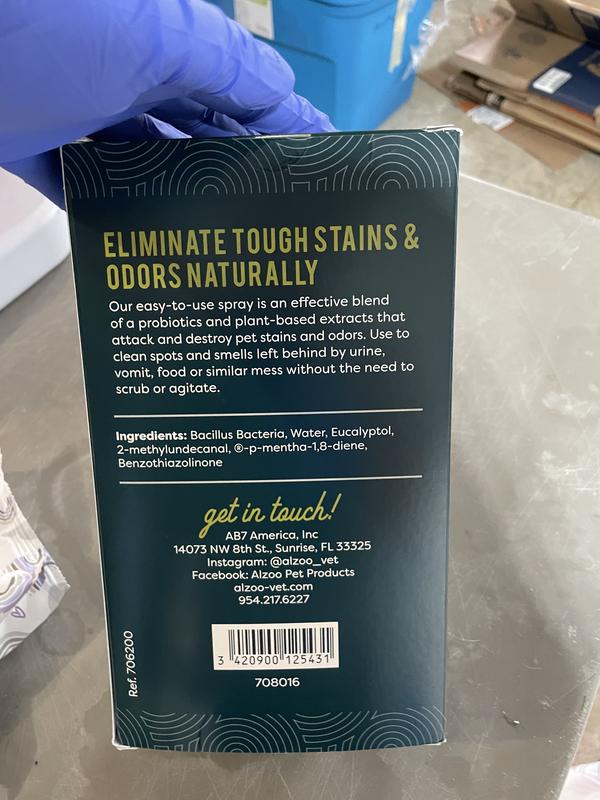 ELIMINATE TOUGH STAINS &
ODORS NATURALLY
Our easy-to-use spray is an effective blend
of a probiotics and plant-based extracts that
attack and destroy pet stains and odors. Use to
clean spots and smells left behind by urine,
vomit, food or similar mess without the need to
scrub or agitate.
Ingredients: Bacillus Bacteria, Water, Eucalyptol,
2-methylundecanal, ®-p-mentha-1,8-diene,
Benzothiazolinone
get in touch!
AB7 America, Inc
14073 NW 8th St., Sunrise, FL 33325
Instagram: @alzoo_vet
Facebook: Alzoo Pet Products
alzoo-vet.com
954.217.6227
Ref. 706200
3 420900 125431
708016